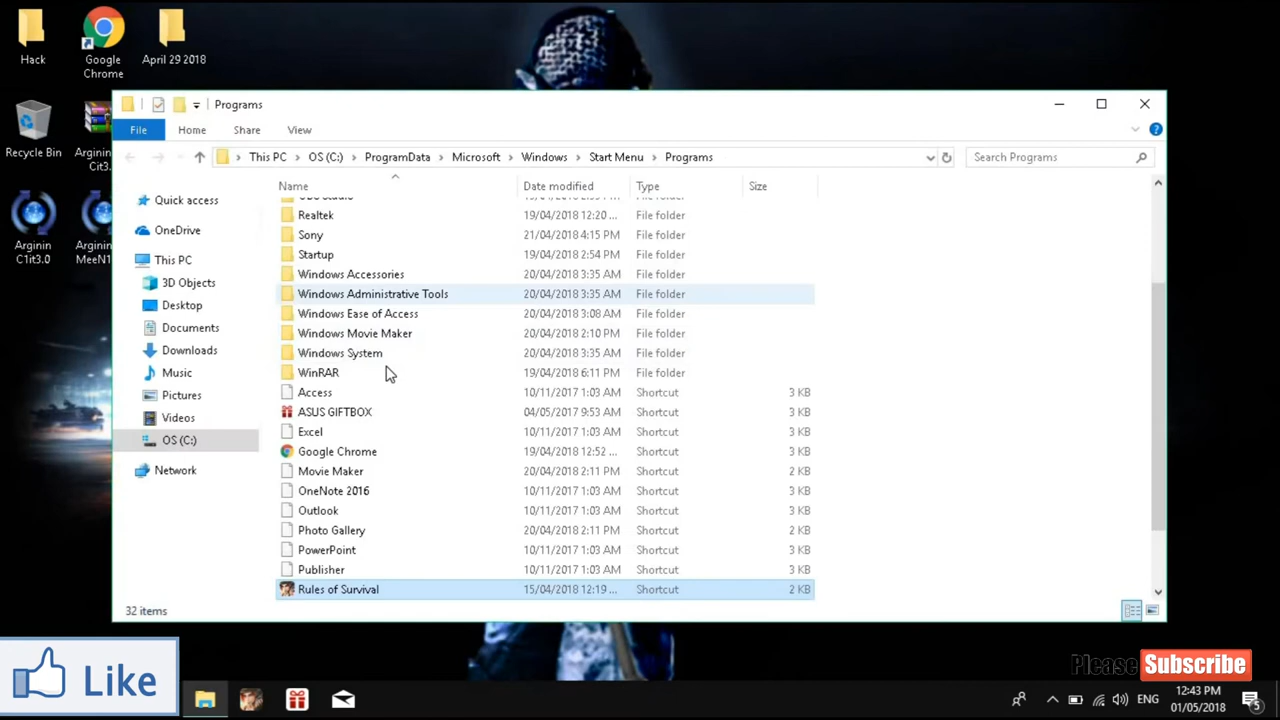 Hack
Google Chrome
April 29 2018
Recycle Bin
Arginin
Cit3.
Arginin
C1it3.0
Arginin
MeeN1
Programs
File
Home
Share
View
This PC
OS (C:)
ProgramData
Microsoft
Windows
Start Menu
Programs
Search Programs
Name
Date modified
Type
Size
Quick access
OneDrive
This PC
3D Objects
Desktop
Documents
Downloads
Music
Pictures
Videos
OS (C:)
Network
Realtek 19/04/2018 12:20 ... File folder
Sony 21/04/2018 4:15 PM File folder
Startup 19/04/2018 2:54 PM File folder
Windows Accessories 20/04/2018 3:35 AM File folder
Windows Administrative Tools 20/04/2018 3:35 AM File folder
Windows Ease of Access 20/04/2018 3:08 AM File folder
Windows Movie Maker 20/04/2018 2:10 PM File folder
Windows System 20/04/2018 3:35 AM File folder
WinRAR 19/04/2018 6:11 PM File folder
Access 10/11/2017 1:03 AM Shortcut 3 KB
ASUS GIFTBOX 04/05/2017 9:53 AM Shortcut 3 KB
Excel 10/11/2017 1:03 AM Shortcut 3 KB
Google Chrome 19/04/2018 12:52 ... Shortcut 3 KB
Movie Maker 20/04/2018 2:11 PM Shortcut 2 KB
OneNote 2016 10/11/2017 1:03 AM Shortcut 3 KB
Outlook 10/11/2017 1:03 AM Shortcut 3 KB
Photo Gallery 20/04/2018 2:11 PM Shortcut 2 KB
PowerPoint 10/11/2017 1:03 AM Shortcut 3 KB
Publisher 10/11/2017 1:03 AM Shortcut 3 KB
Rules of Survival 15/04/2018 12:19 ... Shortcut 2 KB
32 items
Like
Please Subscribe
ENG
12:43 PM
01/05/2018
5